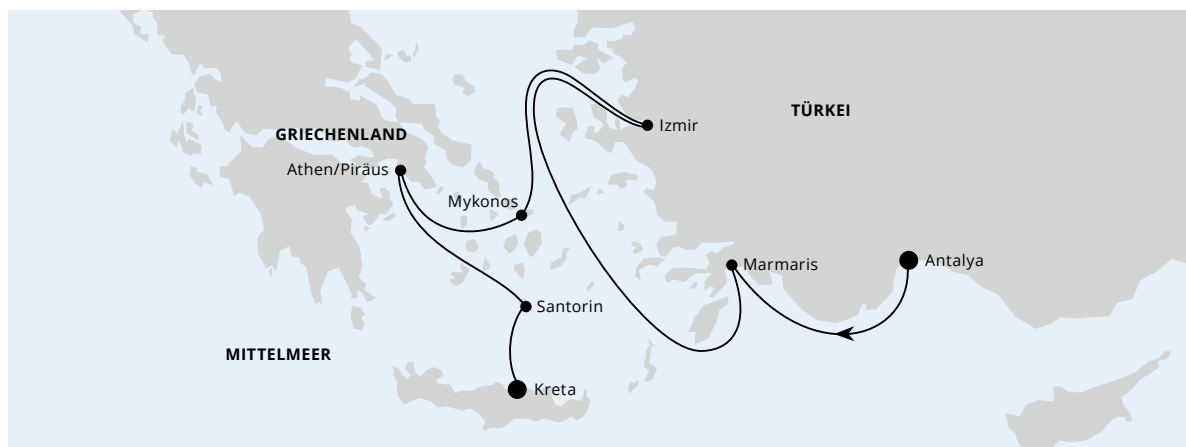 TÜRKEI
Izmir
GRIECHENLAND
Athen/Piräus
Mykonos
Marmaris
Antalya
Santorin
MITTELMEER
Kreta